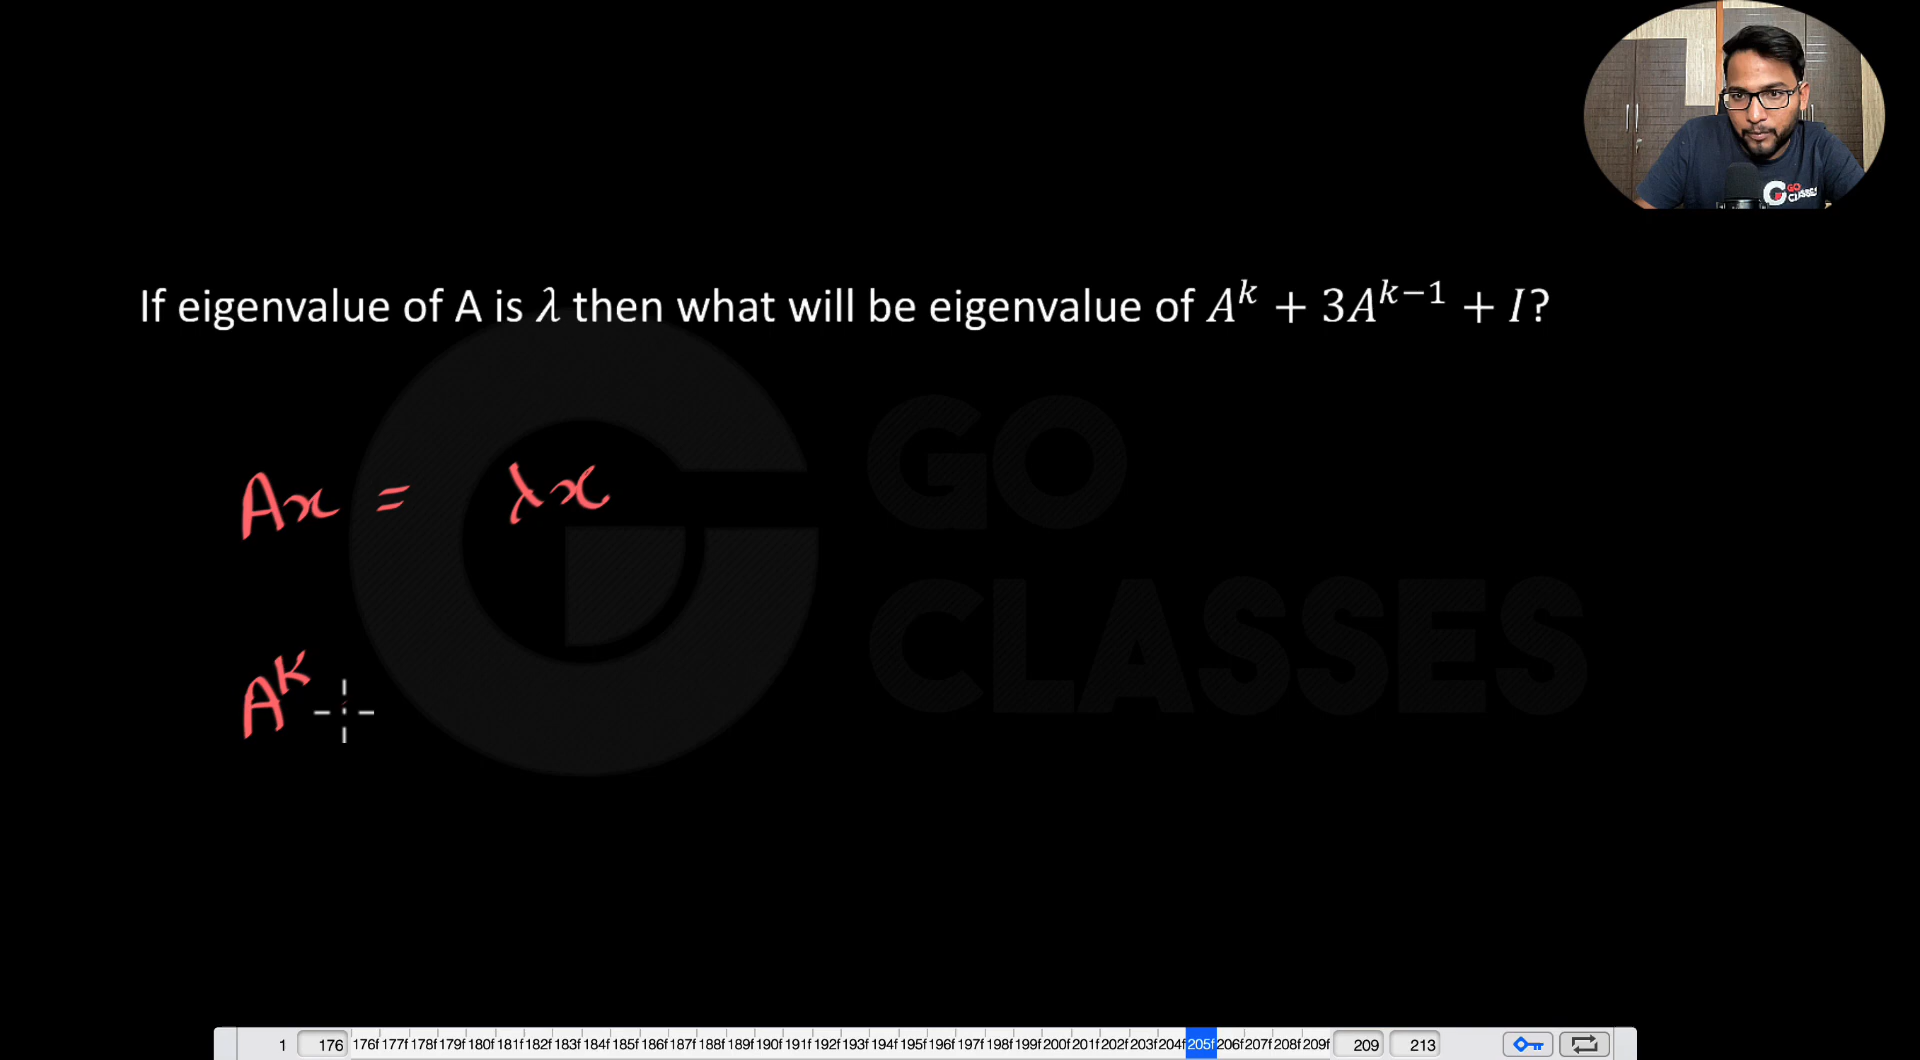 GO
CLASSES
If eigenvalue of A is λ then what will be eigenvalue of A^k + 3A^{k−1} + I?
Ax = λx
GO
CLASSES
A^K
1 176 176f 177f 178f 179f 180f 181f 182f 183f 184f 185f 186f 187f 188f 189f 190f 191f 192f 193f 194f 195f 196f 197f 198f 199f 200f 201f 202f 203f 204f 205f 206f 207f 208f 209f 209 213